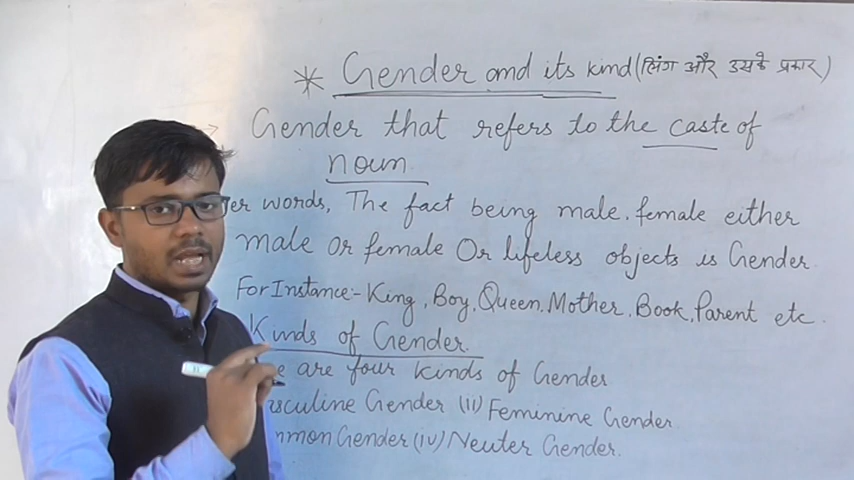 * Gender and its kind (लिंग और उसके प्रकार)
Gender that refers to the caste of
noun.
words, The fact being male. female either
male or female Or lifeless objects is Gender.
For Instance:- King, Boy, Queen, Mother, Book, Parent etc.
Kinds of Gender.
are four kinds of Gender
Gender (ii) Feminine Gender.
Gender (iv) Neuter Gender.